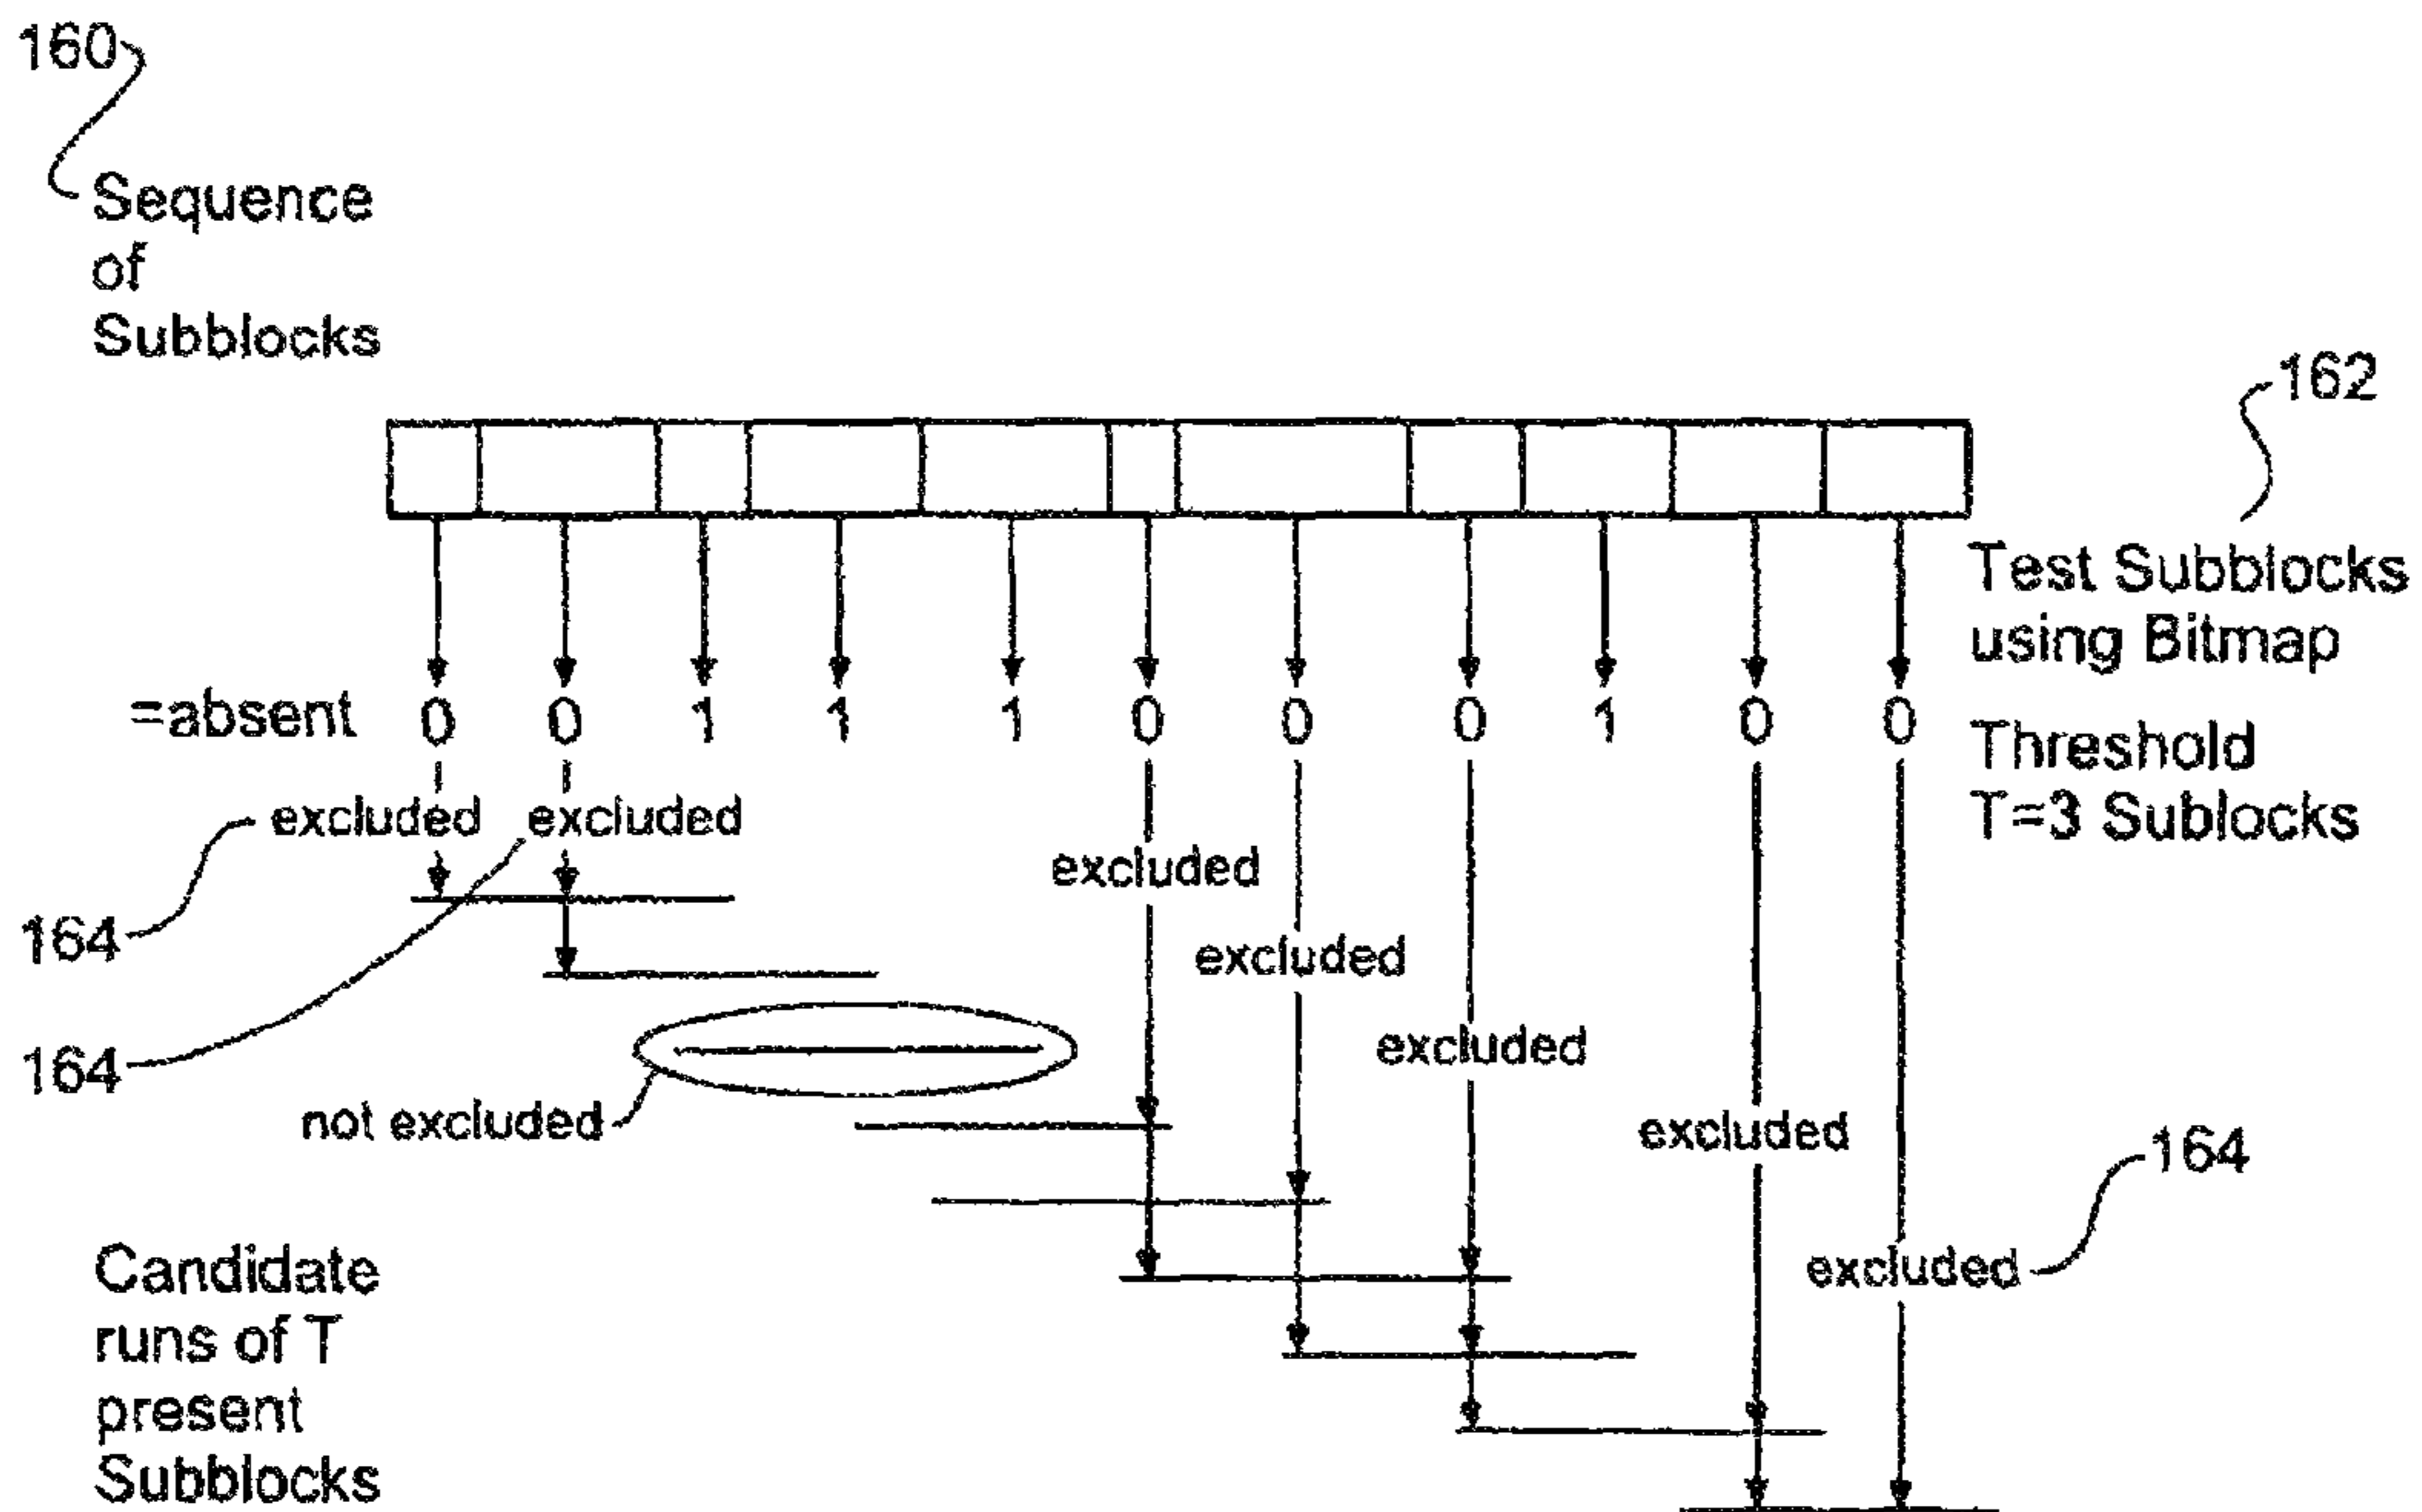 160
Sequence
of
Subblocks
162
Test Subblocks
using Bitmap
=absent 0 0 1 1 1 0 0 0 1 0 0
Threshold
T=3 Sublocks
excluded excluded
excluded
164
excluded
excluded
164
not excluded
excluded
164
excluded
Candidate
runs of T
present
Subblocks